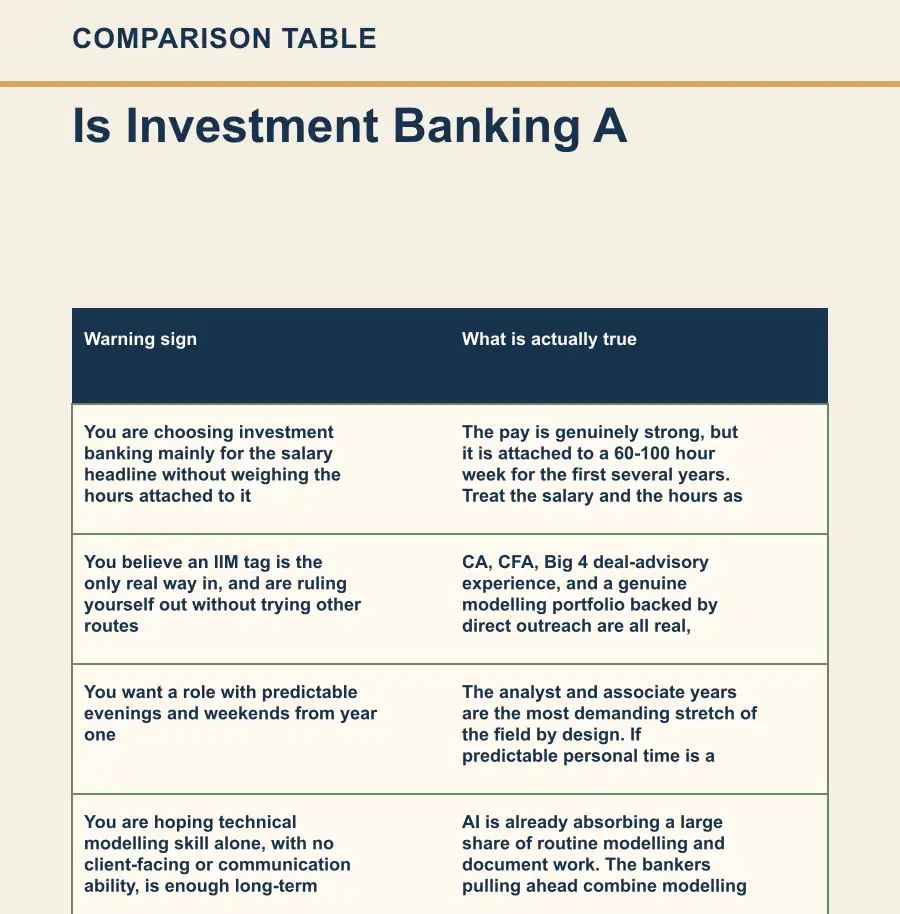 COMPARISON TABLE
Is Investment Banking A
Warning sign
What is actually true
You are choosing investment
banking mainly for the salary
headline without weighing the
hours attached to it
The pay is genuinely strong, but
it is attached to a 60-100 hour
week for the first several years.
Treat the salary and the hours as
You believe an IIM tag is the
only real way in, and are ruling
yourself out without trying other
routes
CA, CFA, Big 4 deal-advisory
experience, and a genuine
modelling portfolio backed by
direct outreach are all real,
You want a role with predictable
evenings and weekends from year
one
The analyst and associate years
are the most demanding stretch of
the field by design. If
predictable personal time is a
You are hoping technical
modelling skill alone, with no
client-facing or communication
ability, is enough long-term
AI is already absorbing a large
share of routine modelling and
document work. The bankers
pulling ahead combine modelling